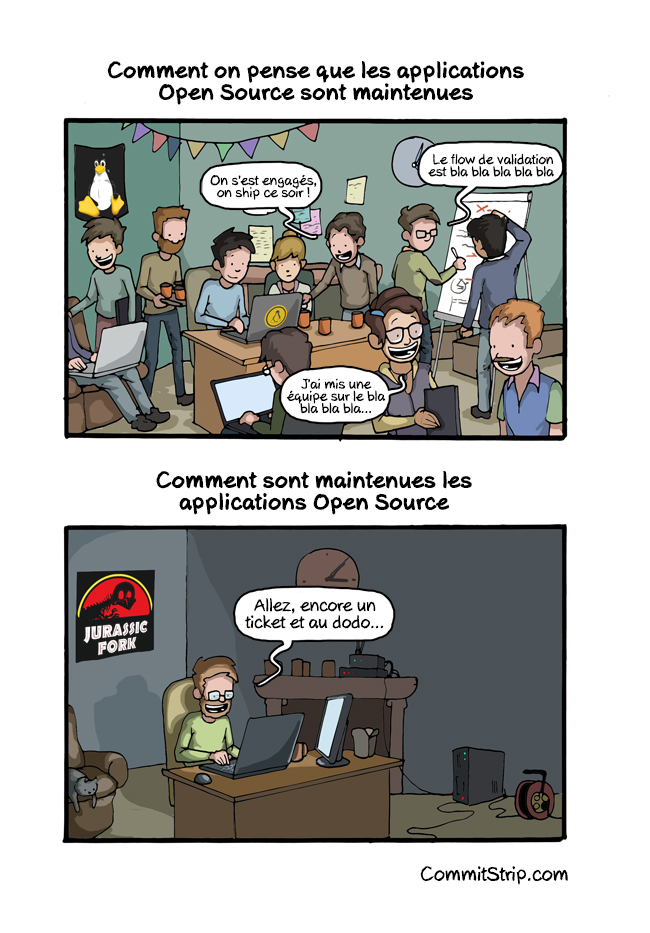 Comment on pense que les applications
Open Source sont maintenues
On s'est engagés,
on ship ce soir !
Le flow de validation
est bla bla bla bla bla
J'ai mis une
équipe sur le bla
bla bla bla...
Comment sont maintenues les
applications Open Source
JURASSIC
FORK
Allez, encore un
ticket et au dodo...
CommitStrip.com